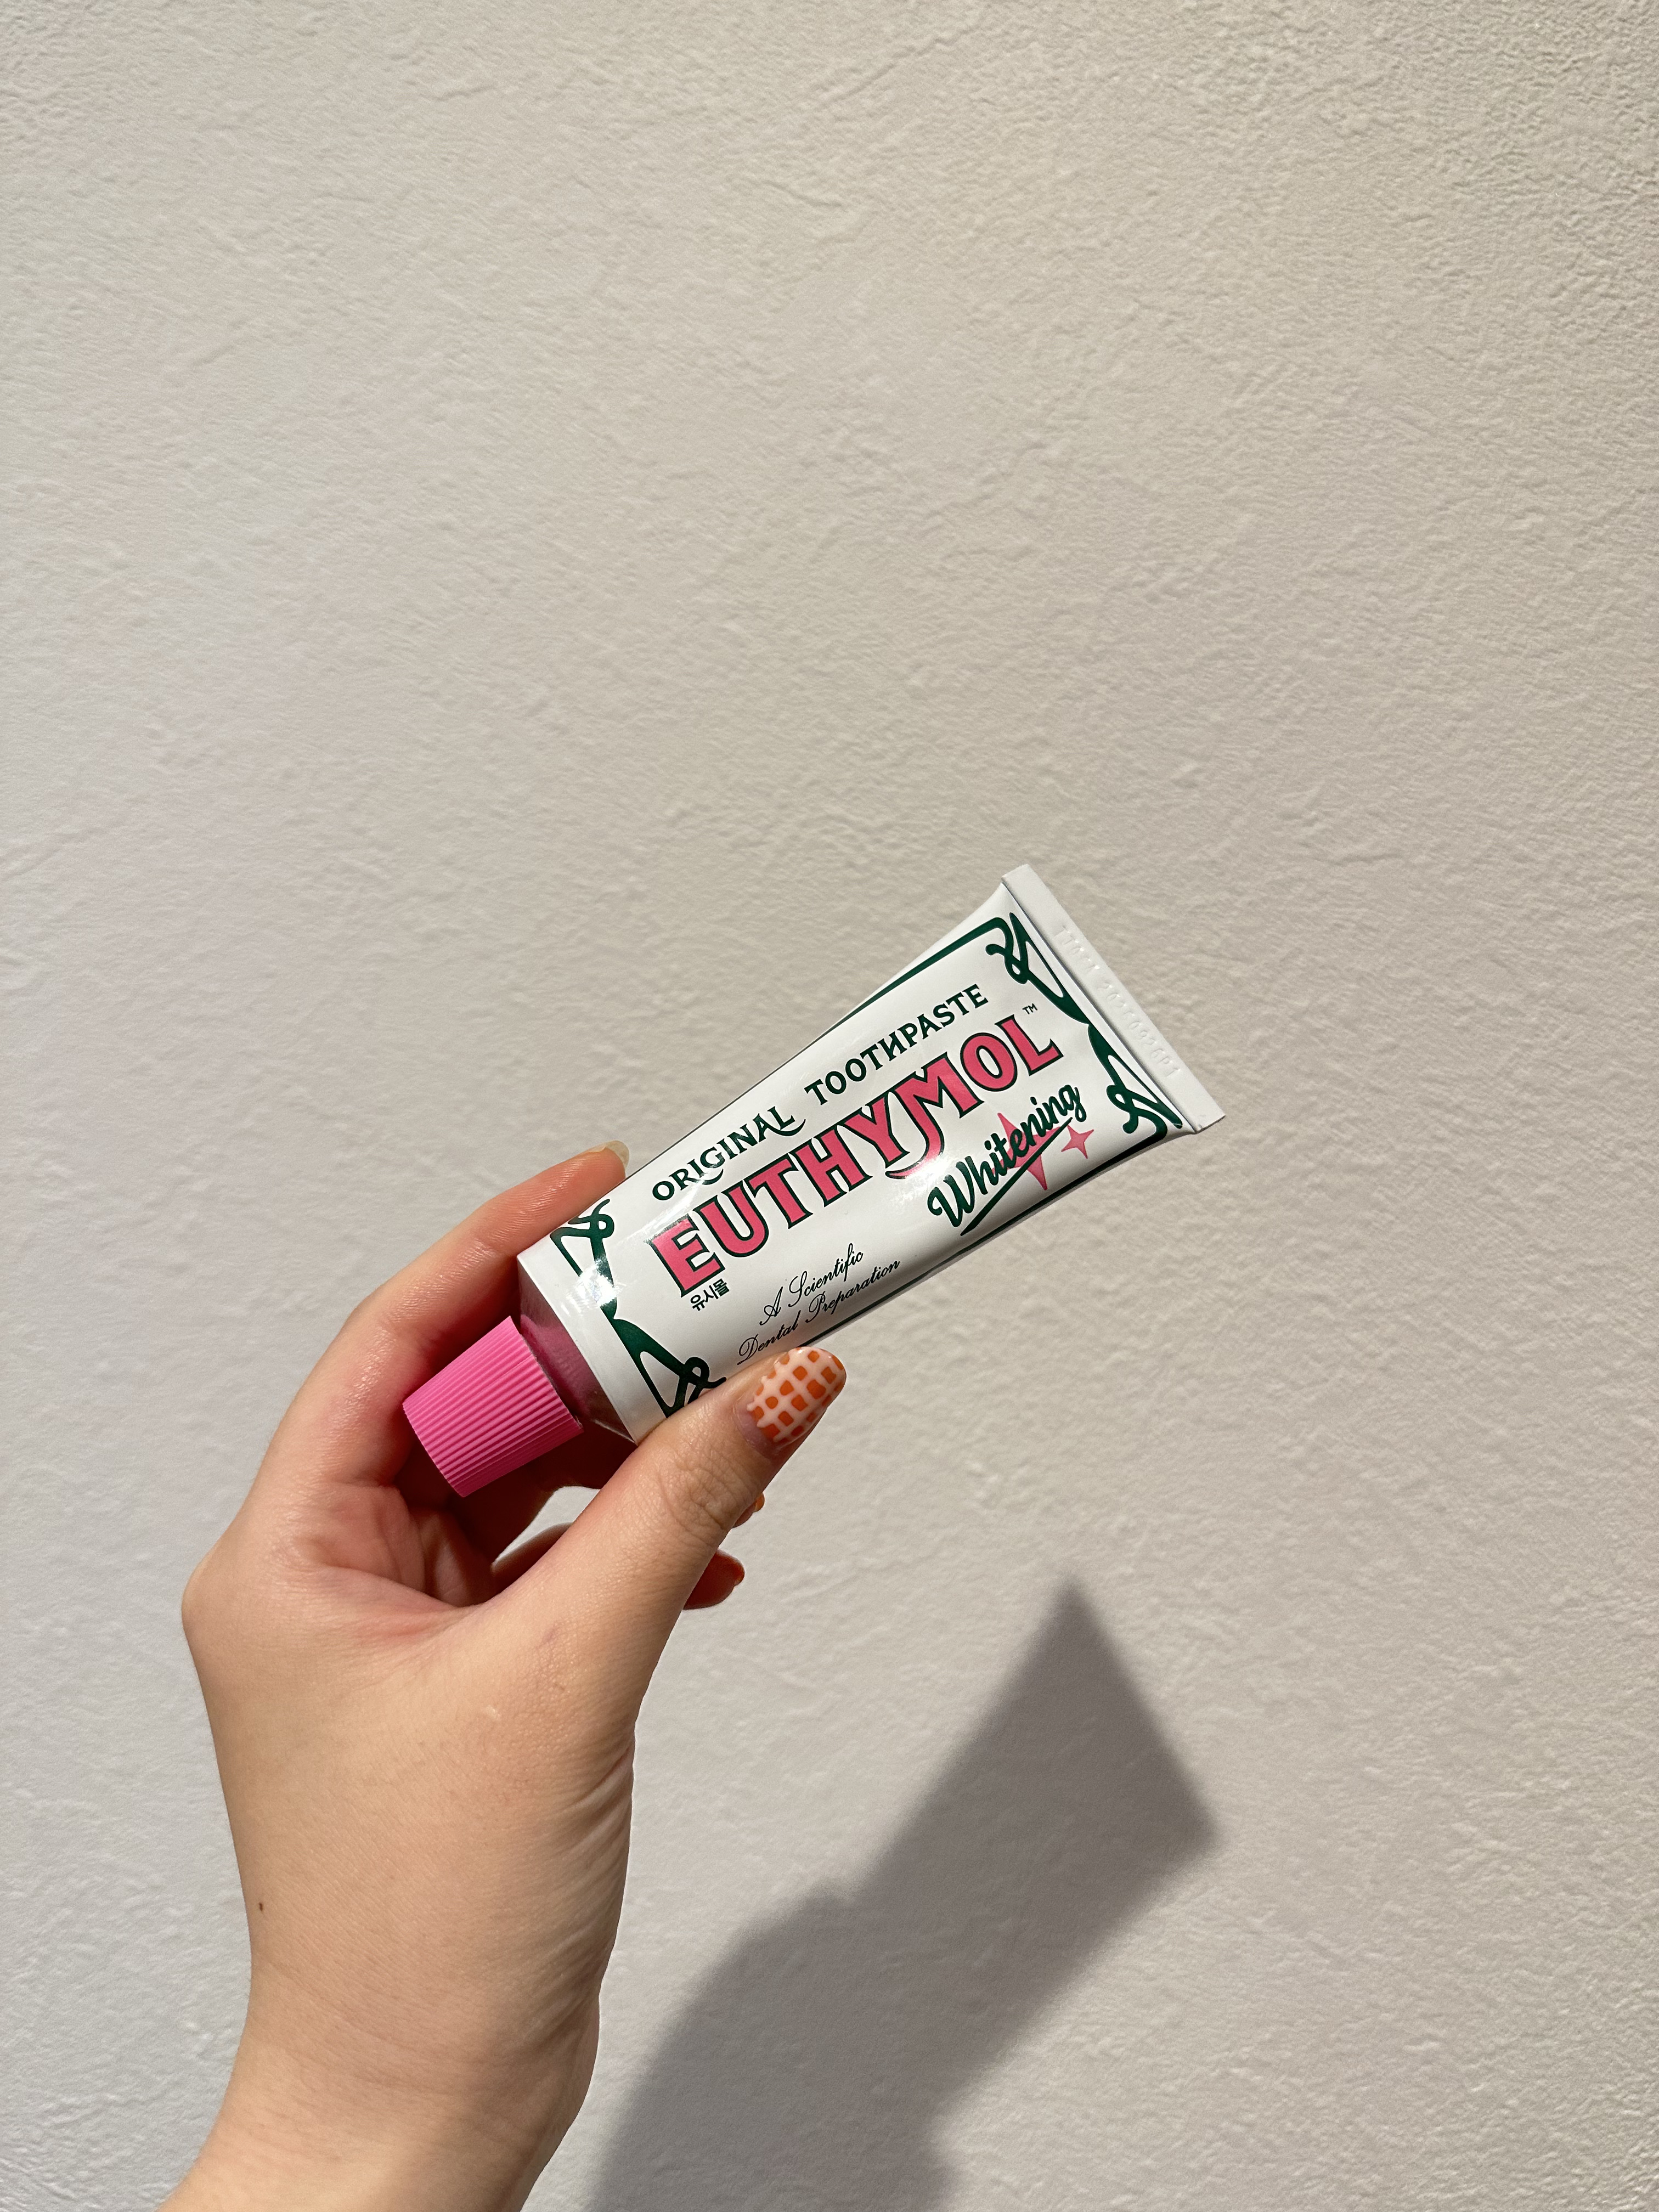 ORIGINAL TOOTHPASTE
EUTHYMOL™
Whitening
유시몰
A Scientific
Dental Preparation